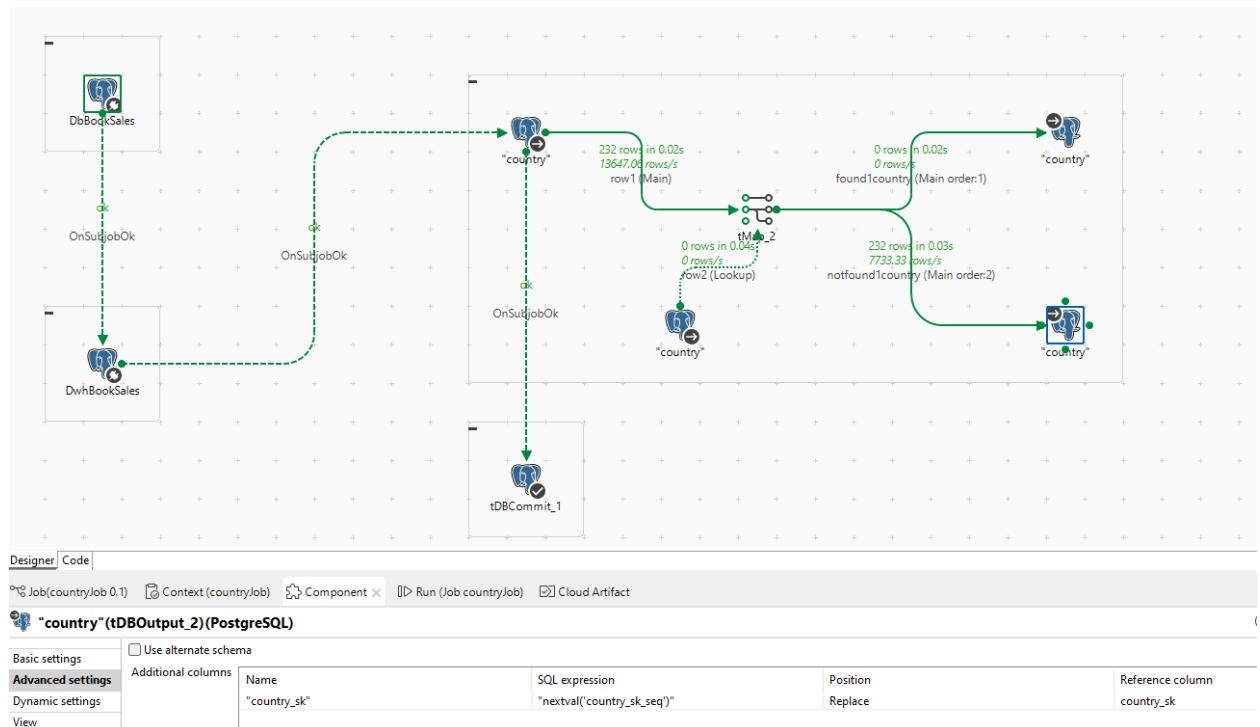 DbBookSales
ok
OnSubjobOk
DwhBookSales
ok
OnSubjobOk
"country"
232 rows in 0.02s
13647.06 rows/s
row1 (Main)
tMap_2
0 rows in 0.04s
0 rows/s
row2 (Lookup)
"country"
0 rows in 0.02s
0 rows/s
found1country (Main order:1)
"country"
232 rows in 0.03s
7733.33 rows/s
notfound1country (Main order:2)
"country"
ok
OnSubjobOk
tDBCommit_1
Designer Code
Job(countryJob 0.1) Context (countryJob) Component Run (Job countryJob) Cloud Artifact
"country"(tDBOutput_2)(PostgreSQL)
Basic settings
Advanced settings
Dynamic settings
View
Use alternate schema
Additional columns
Name SQL expression Position Reference column
"country_sk" "nextval('country_sk_seq')" Replace country_sk